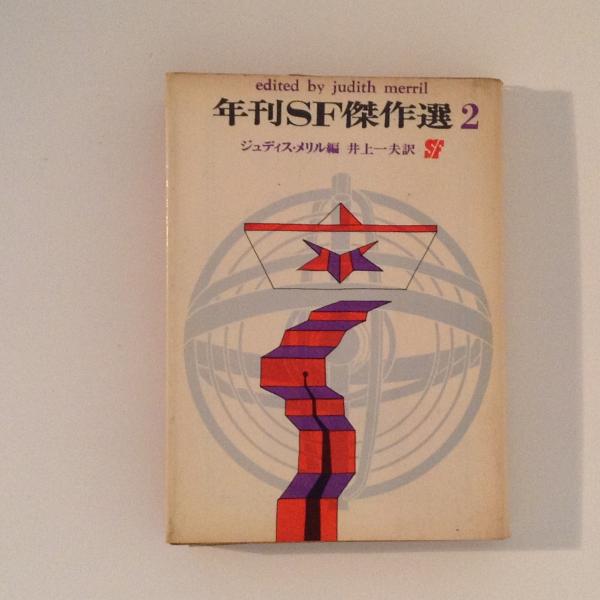 edited by judith merril
年刊SF傑作選 2
ジュディス・メリル編 井上一夫訳 SF